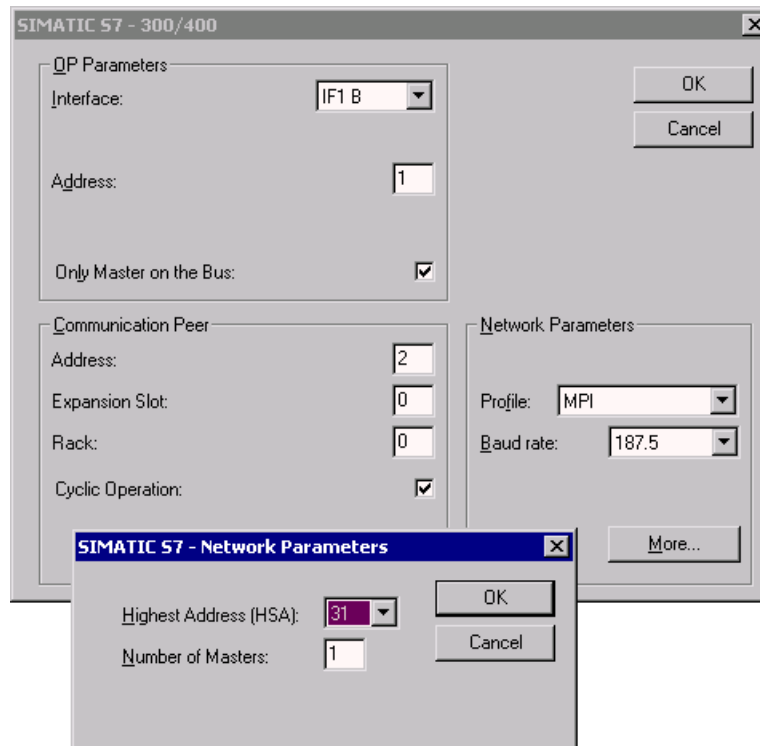 SIMATIC S7 - 300/400
OP Parameters
Interface: IF1 B
Address: 1
Only Master on the Bus:
OK
Cancel
Communication Peer
Address: 2
Expansion Slot: 0
Rack: 0
Cyclic Operation:
Network Parameters
Profile: MPI
Baud rate: 187.5
More...
SIMATIC S7 - Network Parameters
Highest Address (HSA): 31
Number of Masters: 1
OK
Cancel